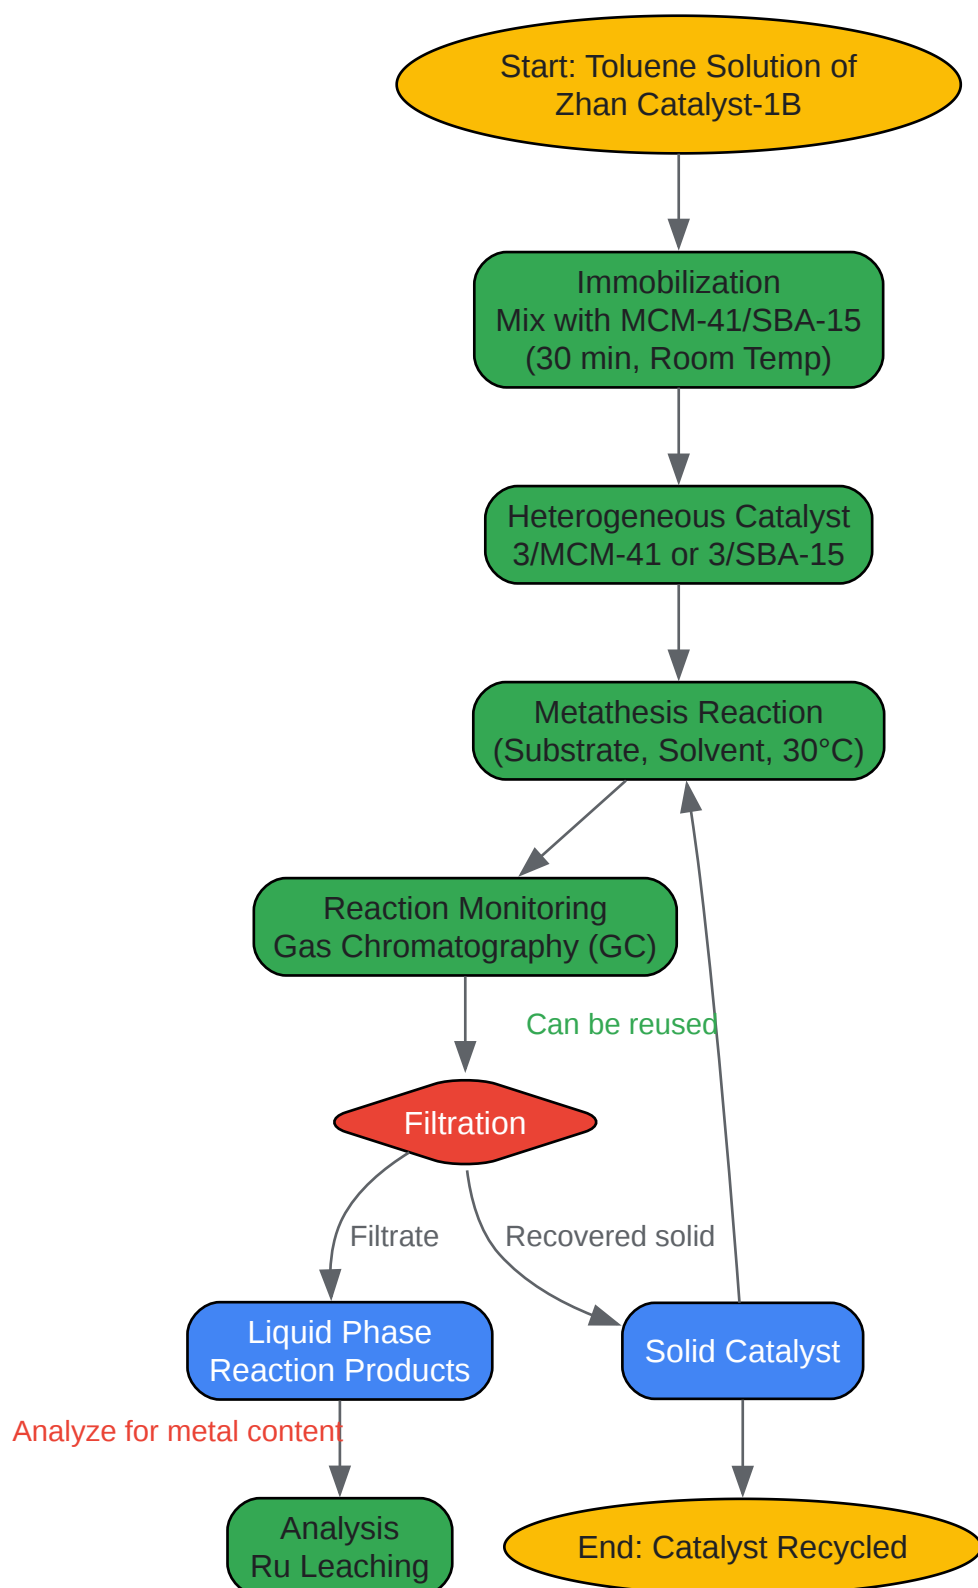 Start: Toluene Solution of
Zhan Catalyst-1B
Immobilization
Mix with MCM-41/SBA-15
(30 min, Room Temp)
Heterogeneous Catalyst
3/MCM-41 or 3/SBA-15
Metathesis Reaction
(Substrate, Solvent, 30°C)
Reaction Monitoring
Gas Chromatography (GC)
Can be reused
Filtration
Filtrate
Recovered solid
Liquid Phase
Reaction Products
Solid Catalyst
Analyze for metal content
Analysis
Ru Leaching
End: Catalyst Recycled